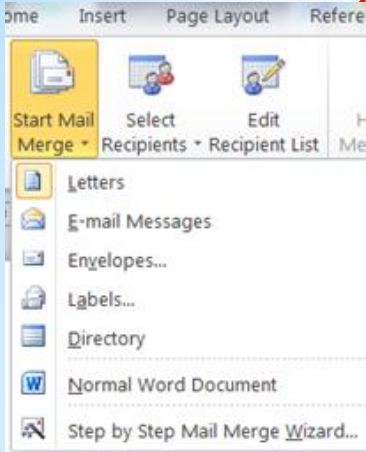 ome Insert Page Layout Refere
Start Mail Select Edit H
Merge Recipients Recipient List Me
Letters
E-mail Messages
Envelopes...
Labels...
Directory
Normal Word Document
Step by Step Mail Merge Wizard...